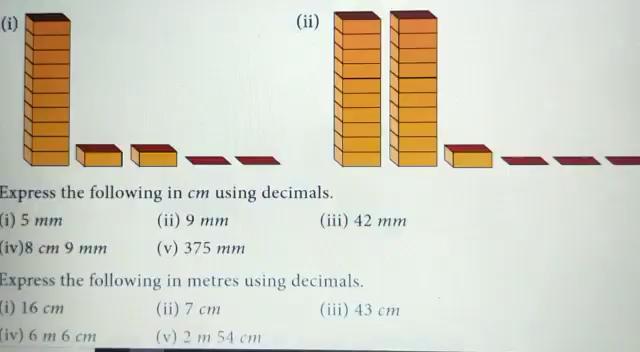 (i) (ii)
Express the following in cm using decimals.
(i) 5 mm (ii) 9 mm (iii) 42 mm
(iv)8 cm 9 mm (v) 375 mm
Express the following in metres using decimals.
(i) 16 cm (ii) 7 cm (iii) 43 cm
(iv) 6 m 6 cm (v) 2 m 54 cm